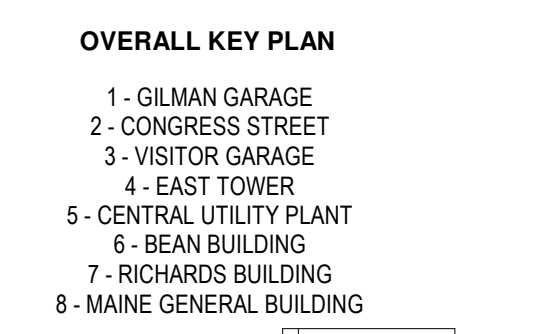 OVERALL KEY PLAN
1 - GILMAN GARAGE
2 - CONGRESS STREET
3 - VISITOR GARAGE
4 - EAST TOWER
5 - CENTRAL UTILITY PLANT
6 - BEAN BUILDING
7 - RICHARDS BUILDING
8 - MAINE GENERAL BUILDING